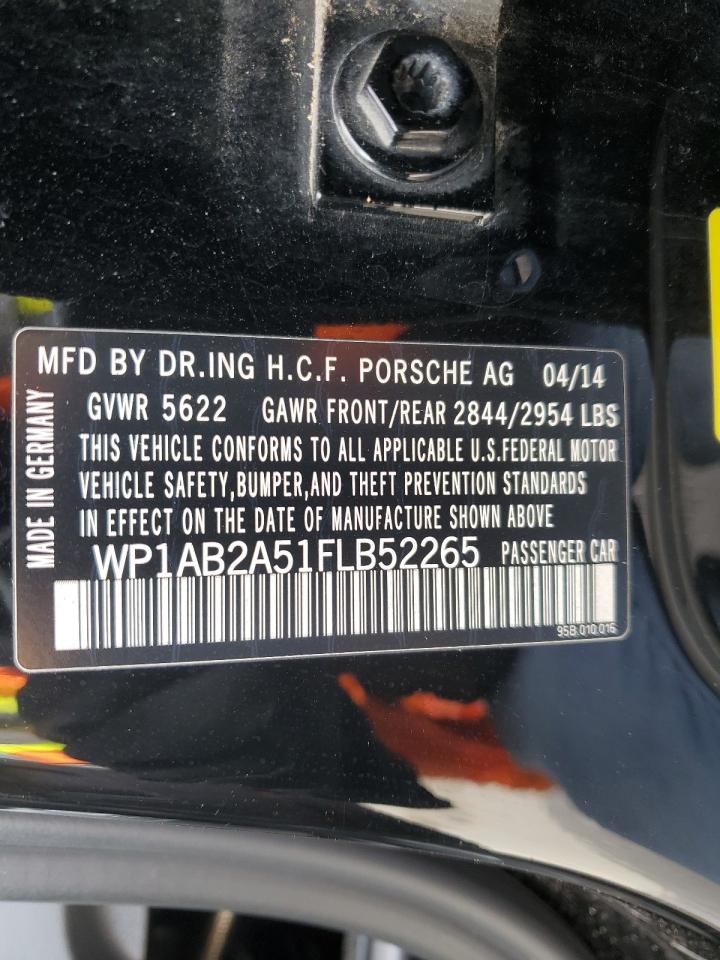 MFD BY DR.ING H.C.F. PORSCHE AG 04/14
GVWR 5622 GAWR FRONT/REAR 2844/2954 LBS
THIS VEHICLE CONFORMS TO ALL APPLICABLE U.S.FEDERAL MOTOR
VEHICLE SAFETY,BUMPER,AND THEFT PREVENTION STANDARDS
IN EFFECT ON THE DATE OF MANUFACTURE SHOWN ABOVE
WP1AB2A51FLB52265 PASSENGER CAR
95B.010.016
MADE IN GERMANY